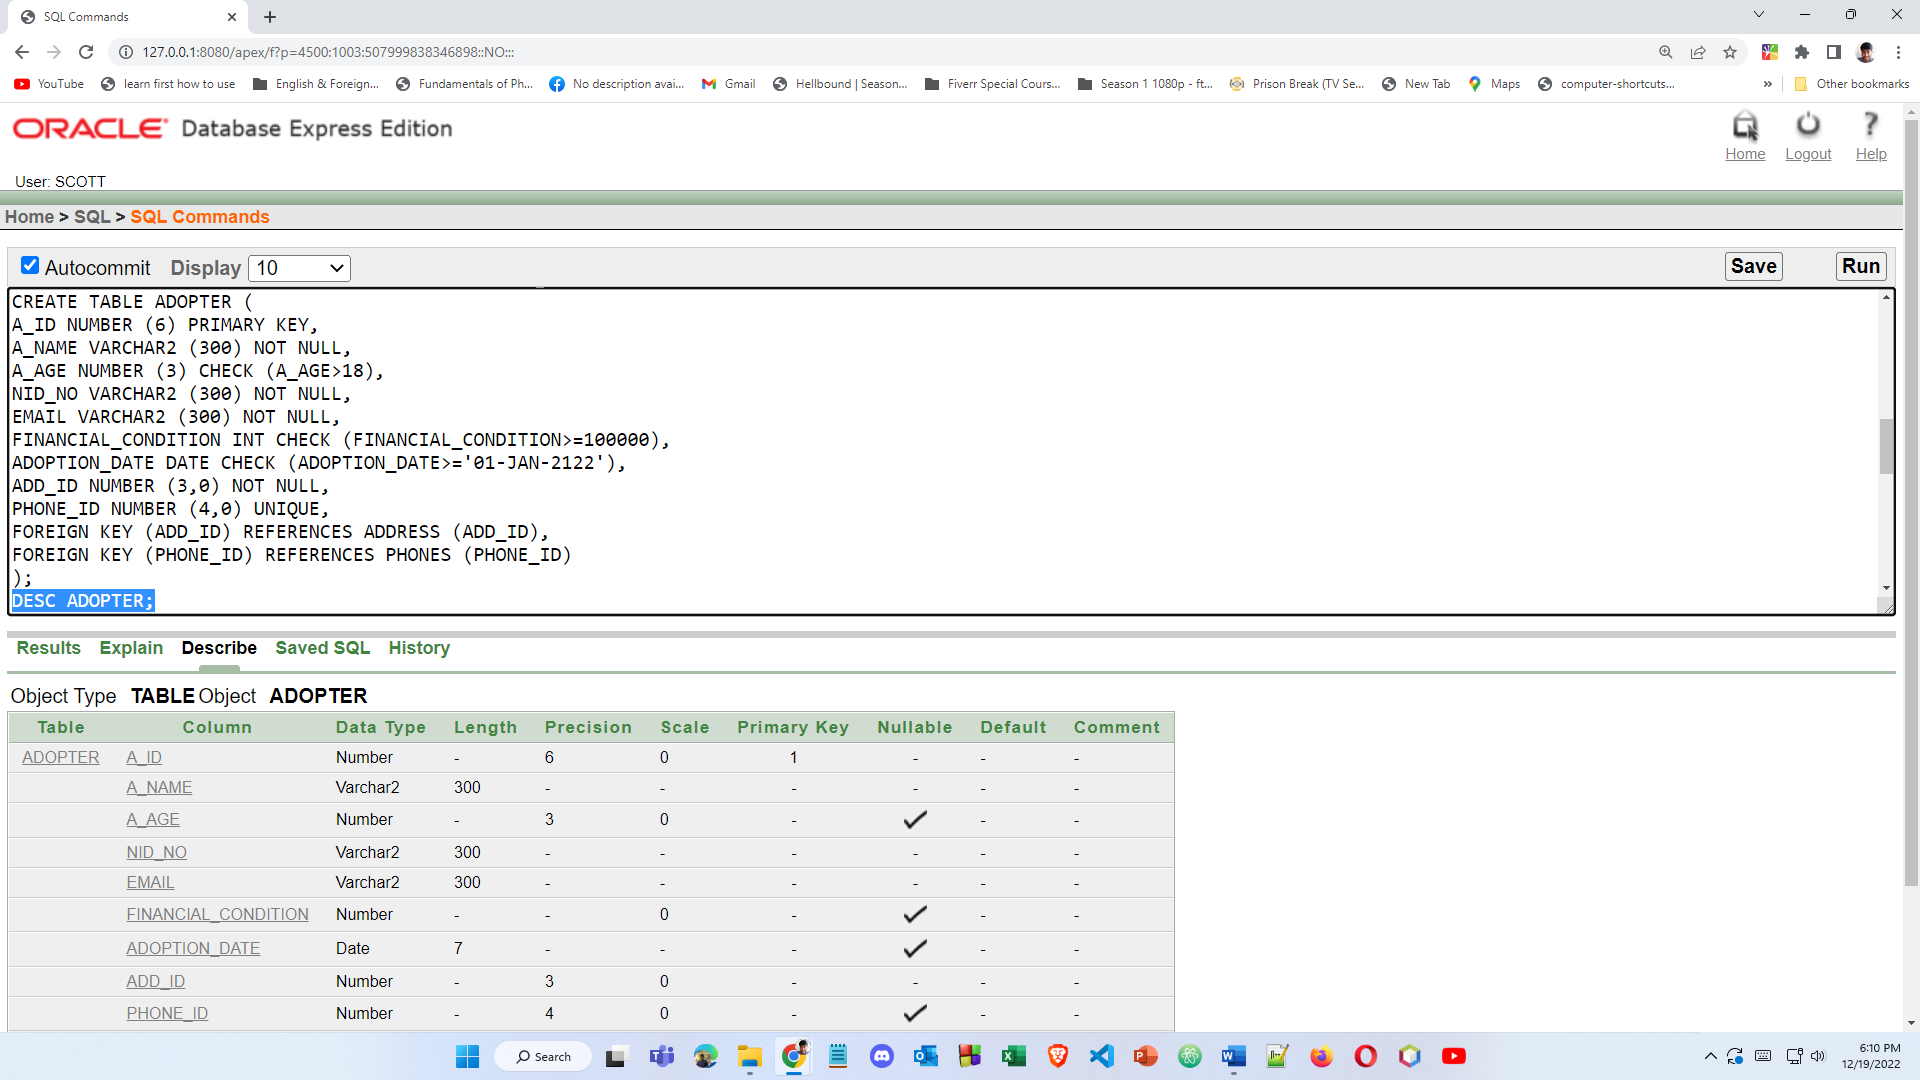 SQL Commands
127.0.0.1:8080/apex/f?p=4500:1003:507999838346898::NO:::
YouTube learn first how to use English & Foreign... Fundamentals of Ph... No description avai... Gmail Hellbound | Season... Fiverr Special Cours... Season 1 1080p - ft... Prison Break (TV Se... New Tab Maps computer-shortcuts... » Other bookmarks
ORACLE Database Express Edition
Home Logout Help
User: SCOTT
Home > SQL > SQL Commands
Autocommit Display 10 Save Run
CREATE TABLE ADOPTER (
A_ID NUMBER (6) PRIMARY KEY,
A_NAME VARCHAR2 (300) NOT NULL,
A_AGE NUMBER (3) CHECK (A_AGE>18),
NID_NO VARCHAR2 (300) NOT NULL,
EMAIL VARCHAR2 (300) NOT NULL,
FINANCIAL_CONDITION INT CHECK (FINANCIAL_CONDITION>=100000),
ADOPTION_DATE DATE CHECK (ADOPTION_DATE>='01-JAN-2122'),
ADD_ID NUMBER (3,0) NOT NULL,
PHONE_ID NUMBER (4,0) UNIQUE,
FOREIGN KEY (ADD_ID) REFERENCES ADDRESS (ADD_ID),
FOREIGN KEY (PHONE_ID) REFERENCES PHONES (PHONE_ID)
);
DESC ADOPTER;
Results Explain Describe Saved SQL History
Object Type TABLE Object ADOPTER
Table Column Data Type Length Precision Scale Primary Key Nullable Default Comment
ADOPTER A_ID Number - 6 0 1 - - -
A_NAME Varchar2 300 - - - - - -
A_AGE Number - 3 0 - ✓ - -
NID_NO Varchar2 300 - - - - - -
EMAIL Varchar2 300 - - - - - -
FINANCIAL_CONDITION Number - - 0 - ✓ - -
ADOPTION_DATE Date 7 - - - ✓ - -
ADD_ID Number - 3 0 - - - -
PHONE_ID Number - 4 0 - ✓ - -
Search
6:10 PM
12/19/2022